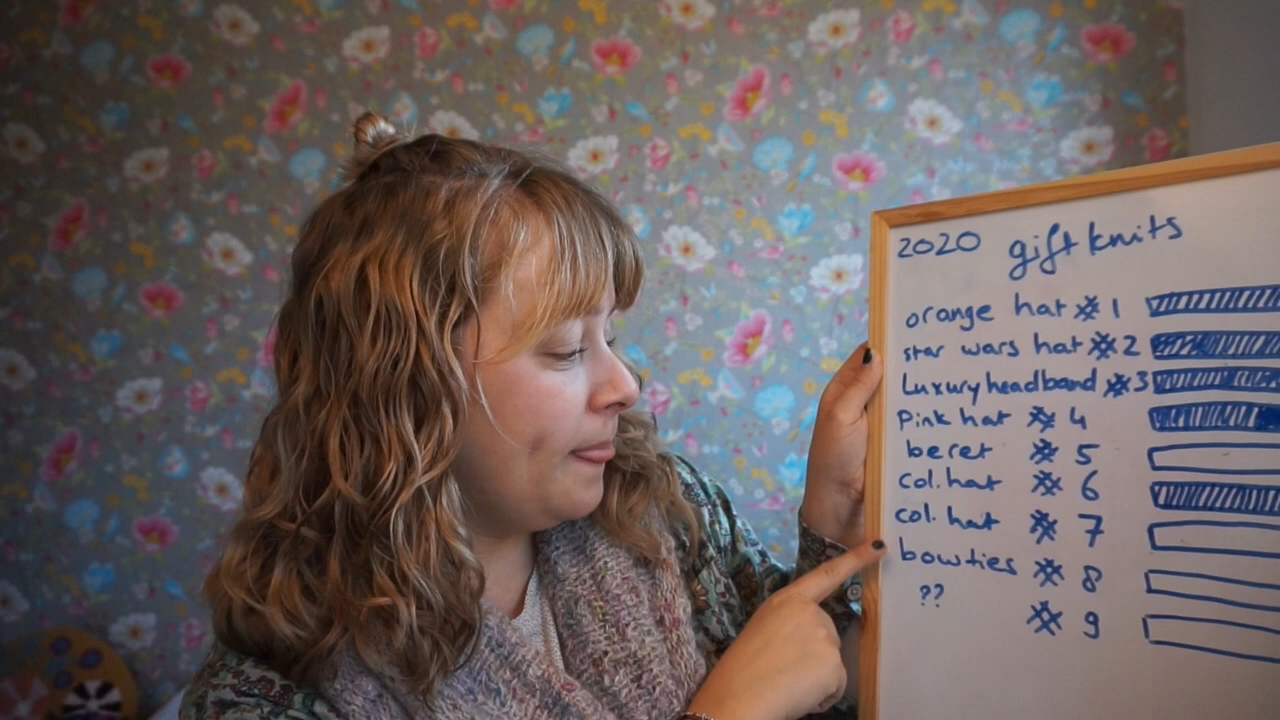 2020 gift knits
orange hat # 1
star wars hat # 2
Luxury headband # 3
Pink hat # 4
beret # 5
col. hat # 6
col. hat # 7
bowties # 8
?? # 9